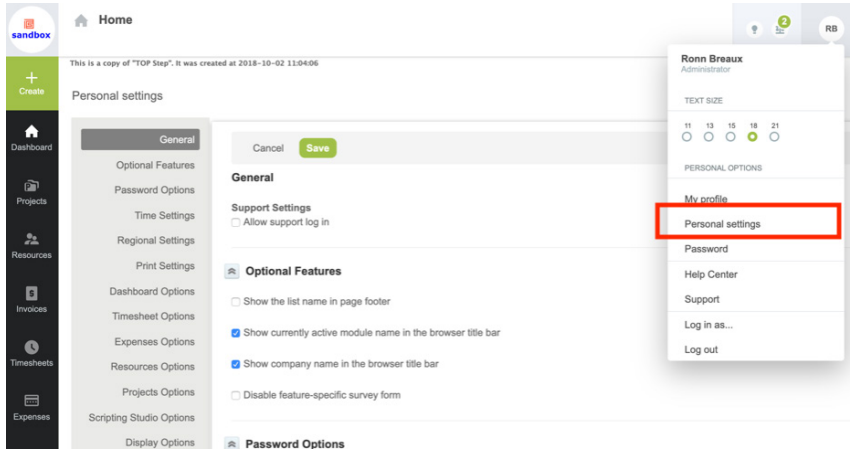 sandbox
Home
2
RB
This is a copy of "TOP Step". It was created at 2018-10-02 11:04:06
Create
Personal settings
Dashboard
Projects
Resources
Invoices
Timesheets
Expenses
General
Optional Features
Password Options
Time Settings
Regional Settings
Print Settings
Dashboard Options
Timesheet Options
Expenses Options
Resources Options
Projects Options
Scripting Studio Options
Display Options
Cancel
Save
General
Support Settings
Allow support log in
Optional Features
Show the list name in page footer
Show currently active module name in the browser title bar
Show company name in the browser title bar
Disable feature-specific survey form
Password Options
Ronn Breaux
Administrator
TEXT SIZE
11 13 15 18 21
PERSONAL OPTIONS
My profile
Personal settings
Password
Help Center
Support
Log in as...
Log out